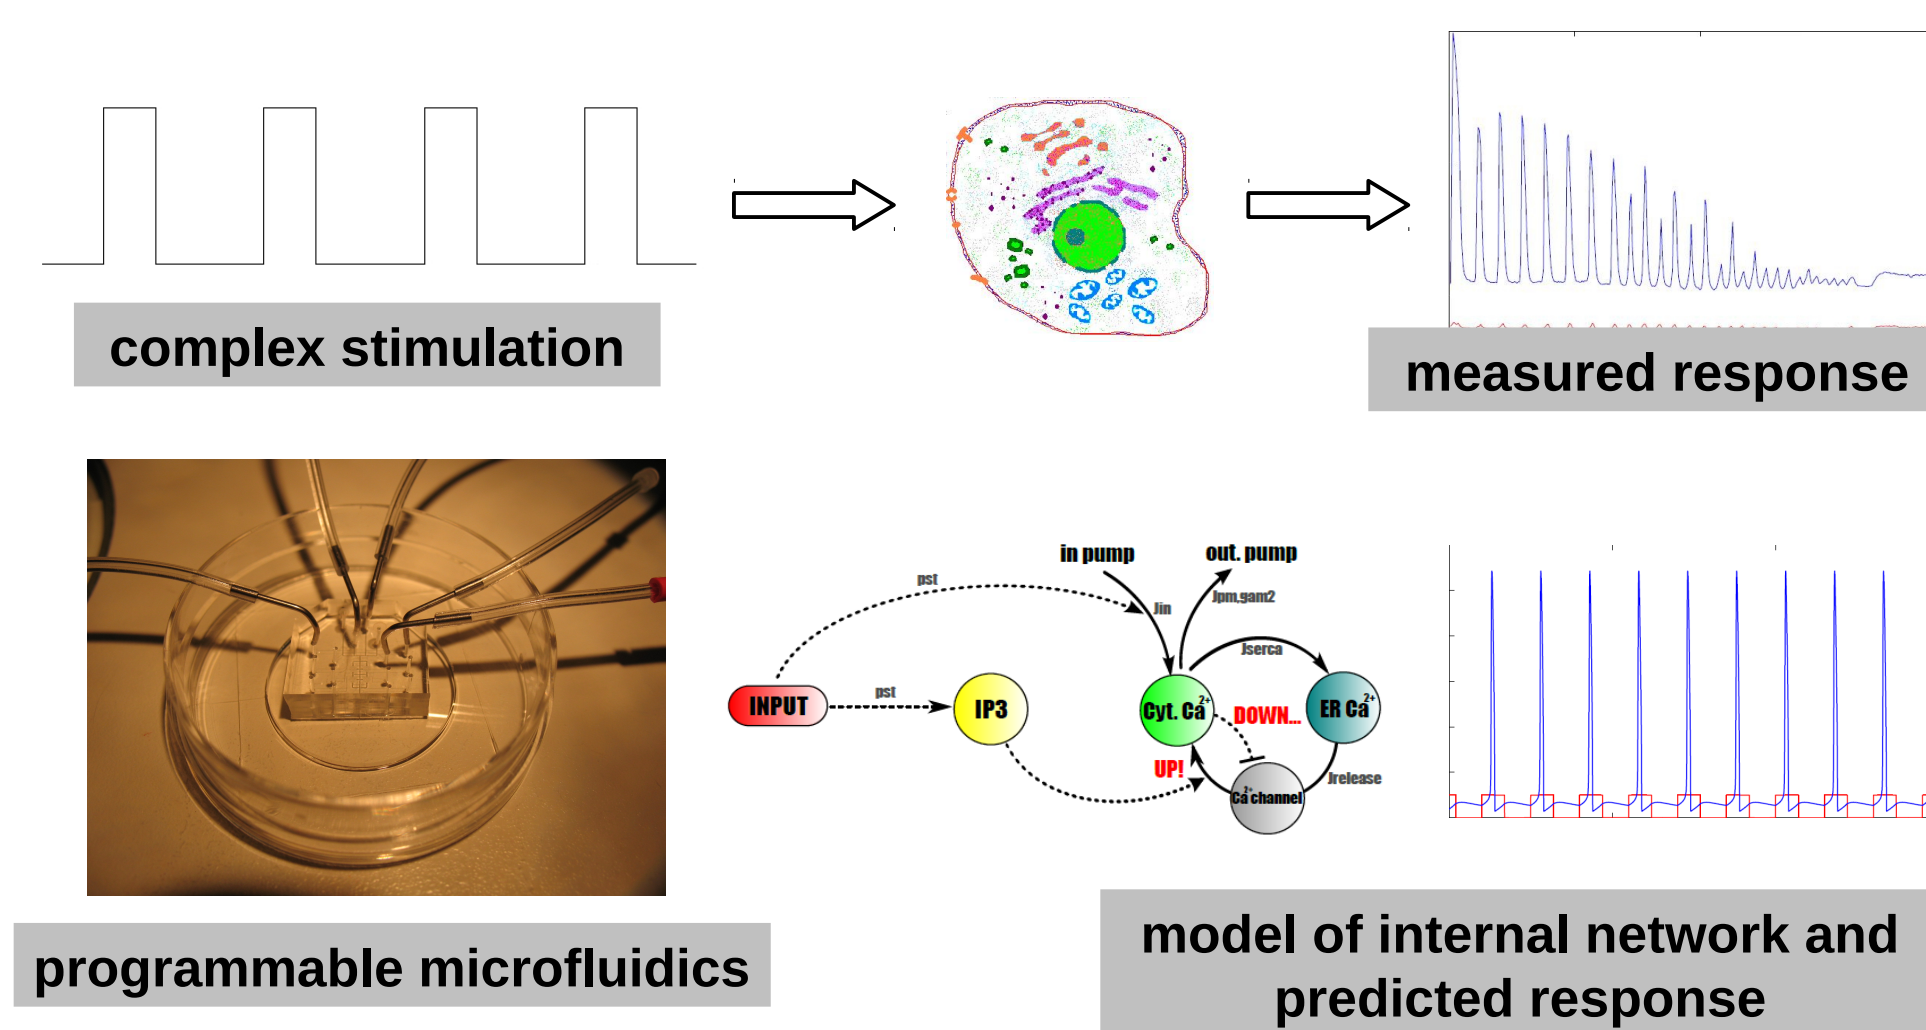 complex stimulation
measured response
in pump
out. pump
pst
Jin
Jpm,gam2
Jserca
pst
INPUT
IP3
Cyt. Ca2+
DOWN...
ER Ca2+
UP!
Jrelease
Ca2+ channel
programmable microfluidics
model of internal network and
predicted response